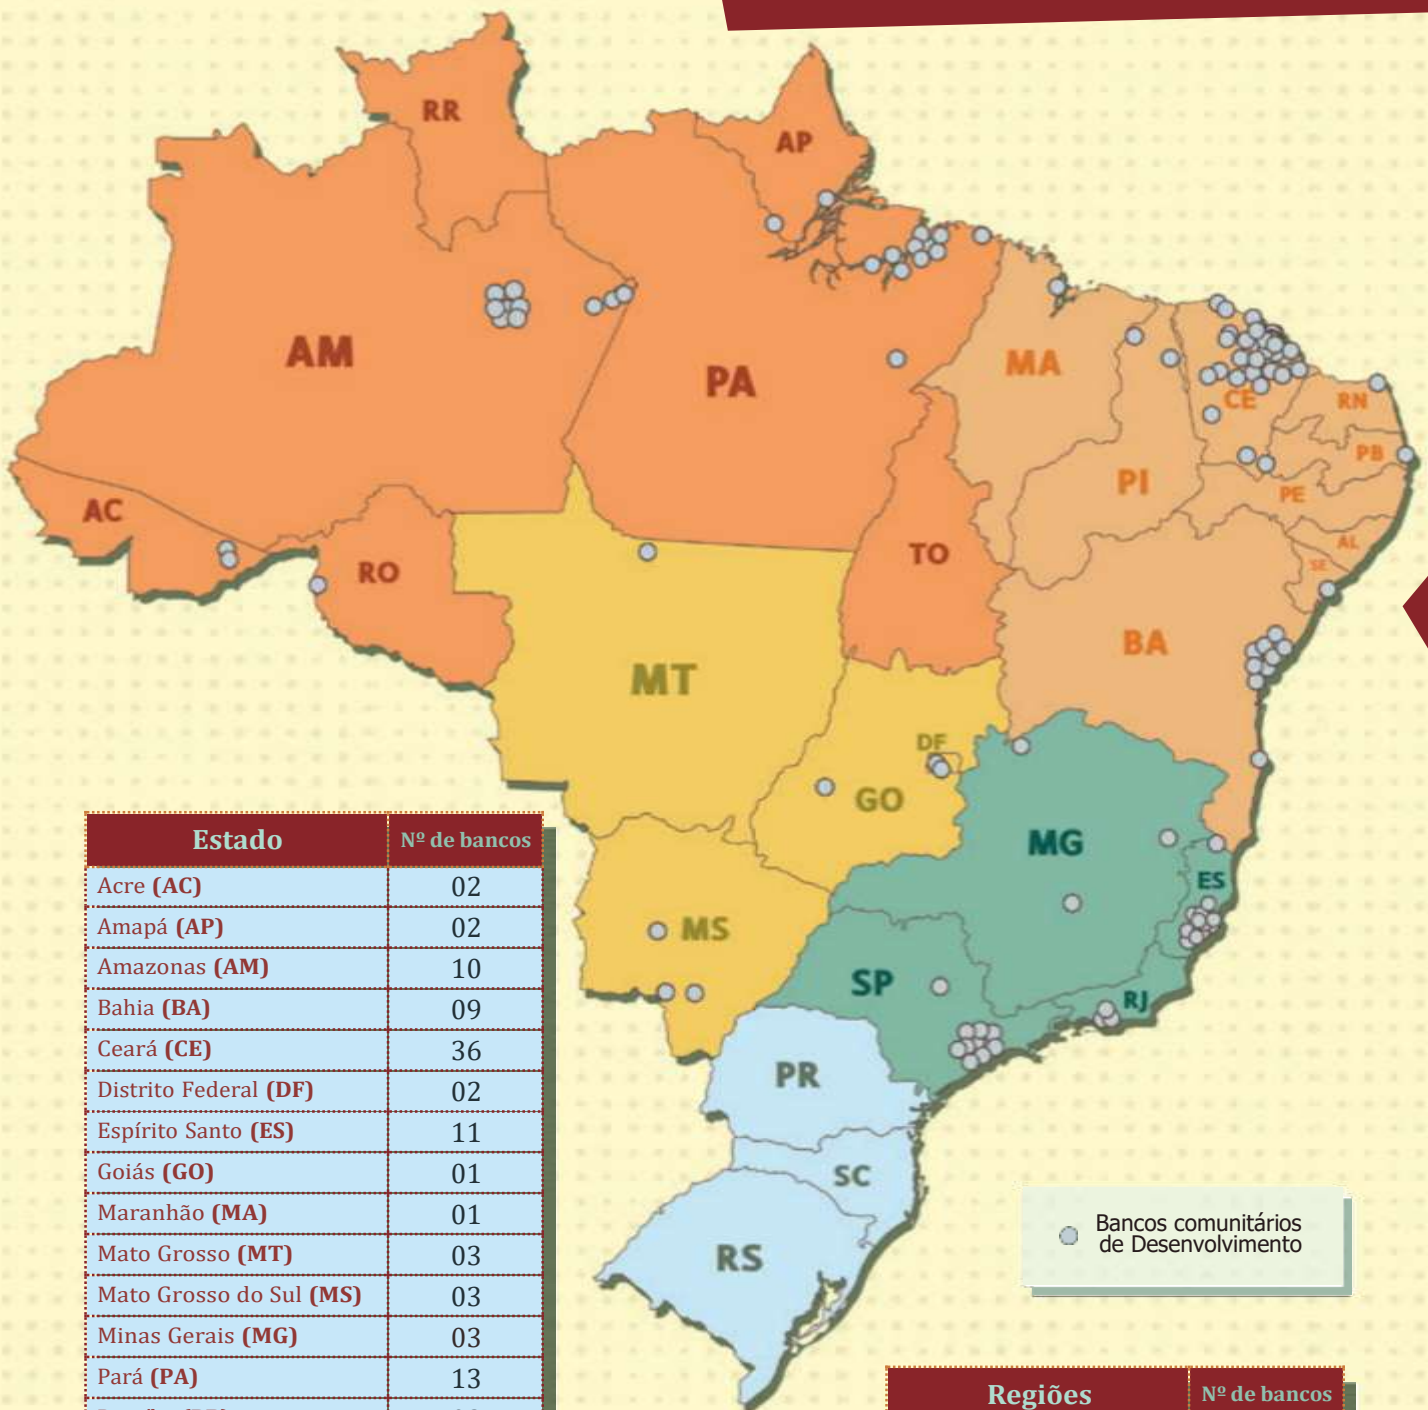 RR
AP
AM
PA
MA
CE
RN
PB
PI
PE
AL
SE
AC
RO
TO
BA
MT
DF
GO
MG
ES
MS
SP
RJ
PR
SC
RS
Estado Nº de bancos
Acre (AC) 02
Amapá (AP) 02
Amazonas (AM) 10
Bahia (BA) 09
Ceará (CE) 36
Distrito Federal (DF) 02
Espírito Santo (ES) 11
Goiás (GO) 01
Maranhão (MA) 01
Mato Grosso (MT) 03
Mato Grosso do Sul (MS) 03
Minas Gerais (MG) 03
Pará (PA) 13
Bancos comunitários
de Desenvolvimento
Regiões Nº de bancos